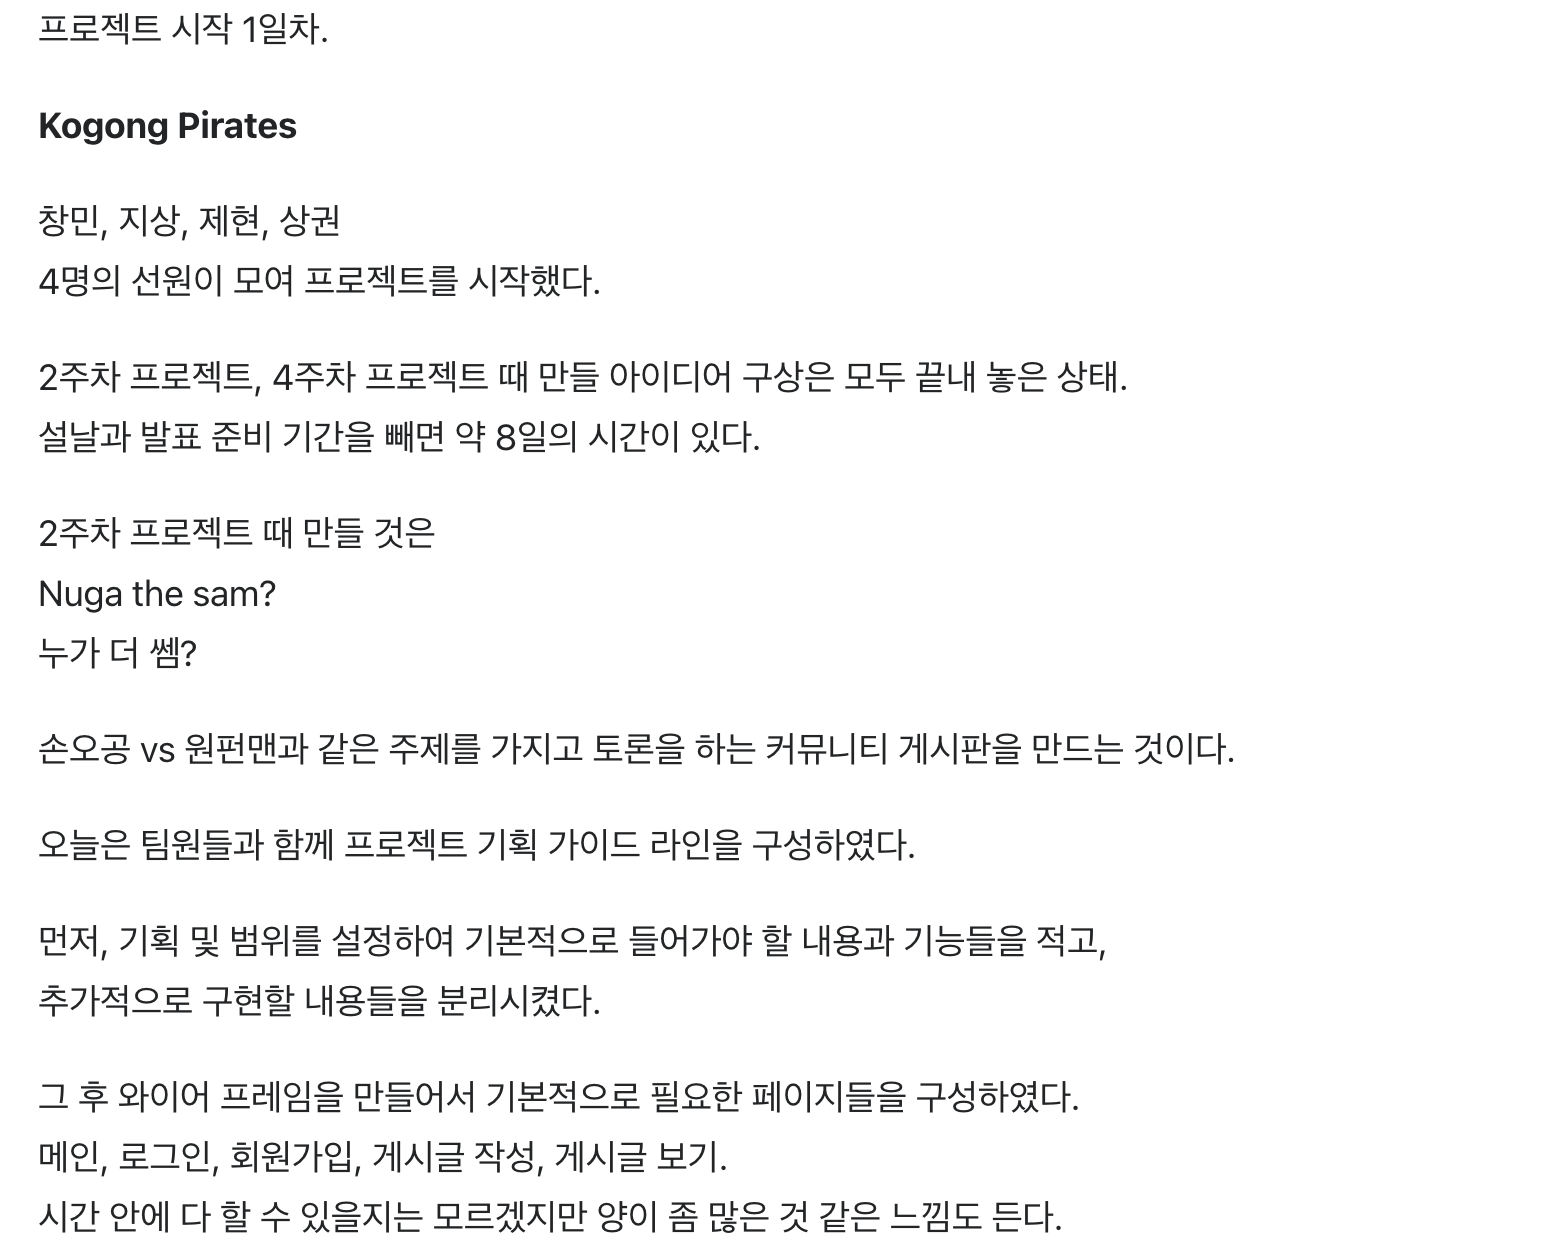 프로젝트 시작 1일차.
Kogong Pirates
창민, 지상, 제현, 상권
4명의 선원이 모여 프로젝트를 시작했다.
2주차 프로젝트, 4주차 프로젝트 때 만들 아이디어 구상은 모두 끝내 놓은 상태.
설날과 발표 준비 기간을 빼면 약 8일의 시간이 있다.
2주차 프로젝트 때 만들 것은
Nuga the sam?
누가 더 쎔?
손오공 vs 원펀맨과 같은 주제를 가지고 토론을 하는 커뮤니티 게시판을 만드는 것이다.
오늘은 팀원들과 함께 프로젝트 기획 가이드 라인을 구성하였다.
먼저, 기획 및 범위를 설정하여 기본적으로 들어가야 할 내용과 기능들을 적고,
추가적으로 구현할 내용들을 분리시켰다.
그 후 와이어 프레임을 만들어서 기본적으로 필요한 페이지들을 구성하였다.
메인, 로그인, 회원가입, 게시글 작성, 게시글 보기.
시간 안에 다 할 수 있을지는 모르겠지만 양이 좀 많은 것 같은 느낌도 든다.